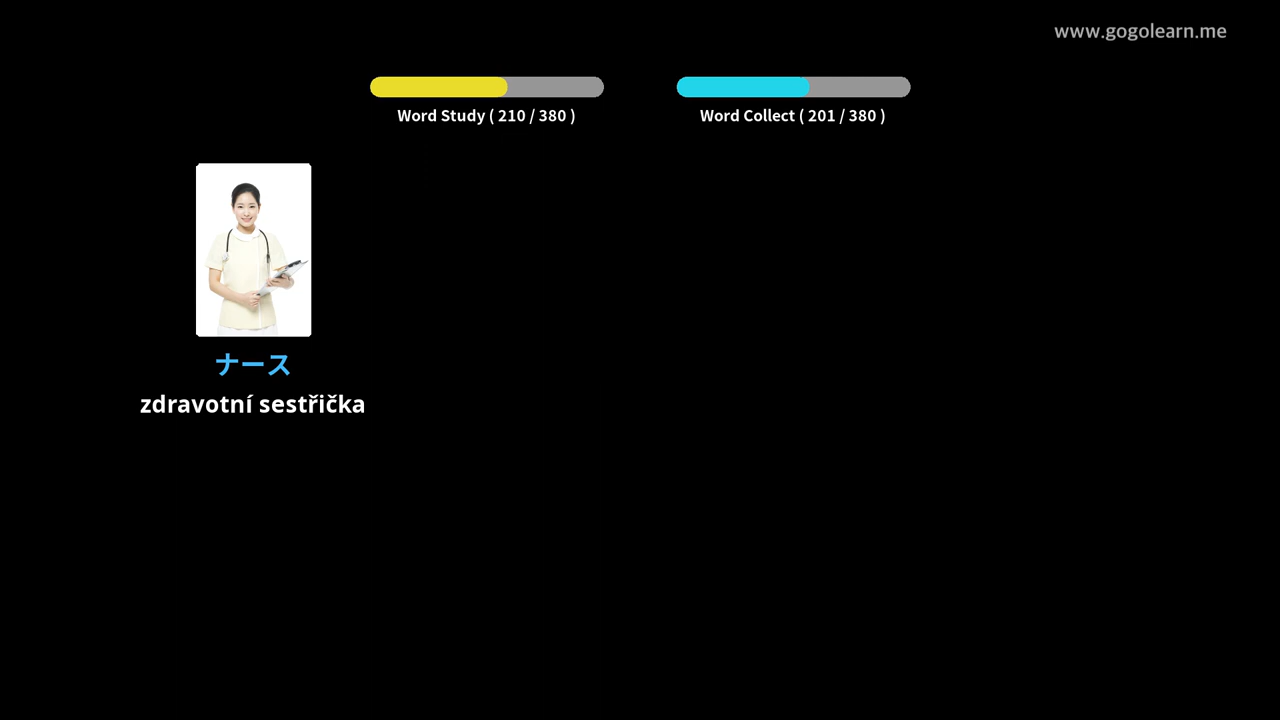 www.gogolearn.me
Word Study ( 210 / 380 )
Word Collect ( 201 / 380 )
ナース
zdravotní sestřička